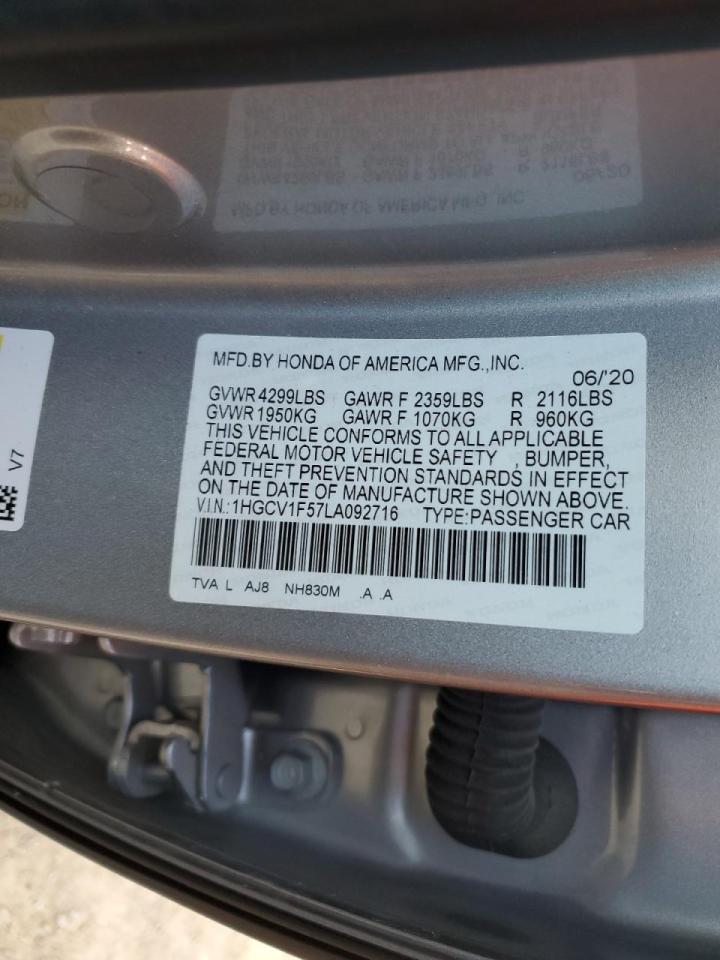 MFD.BY HONDA OF AMERICA MFG.,INC.
06/'20
GVWR 4299LBS GAWR F 2359LBS R 2116LBS
GVWR 1950KG GAWR F 1070KG R 960KG
THIS VEHICLE CONFORMS TO ALL APPLICABLE
FEDERAL MOTOR VEHICLE SAFETY , BUMPER,
AND THEFT PREVENTION STANDARDS IN EFFECT
ON THE DATE OF MANUFACTURE SHOWN ABOVE.
V.I.N.: 1HGCV1F57LA092716 TYPE:PASSENGER CAR
TVA L AJ8 NH830M .A .A
V7